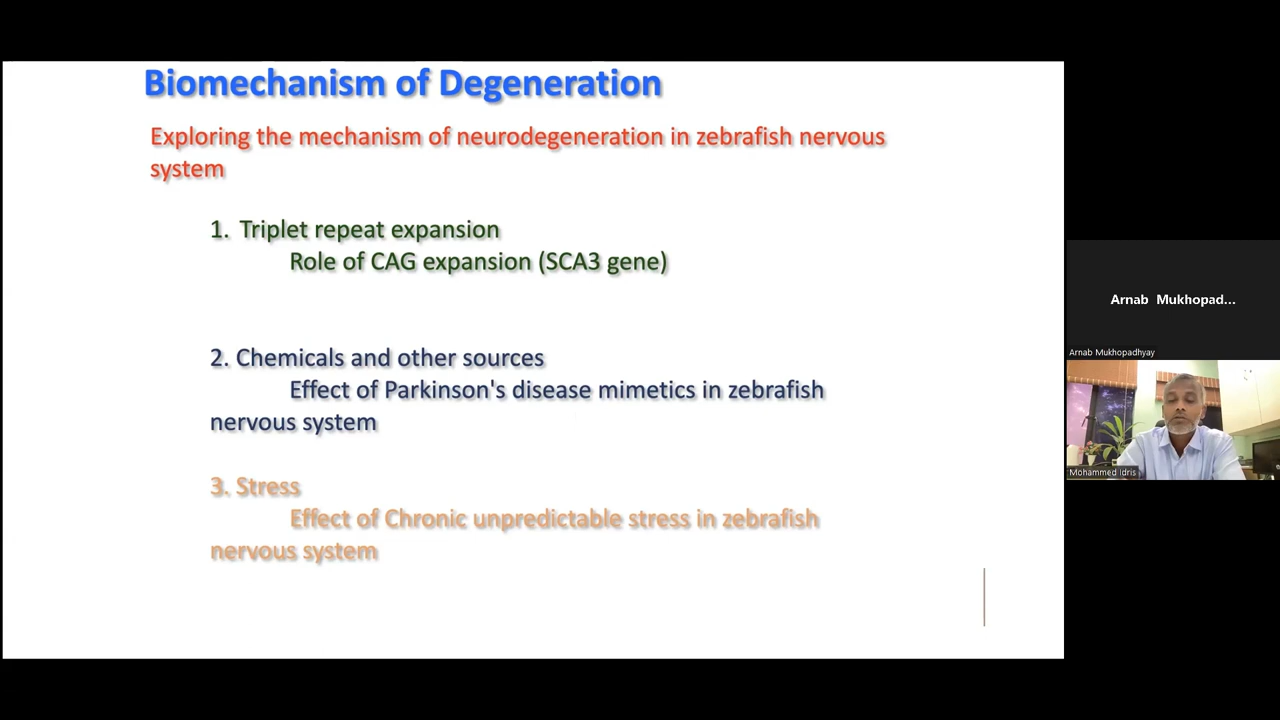 Biomechanism of Degeneration
Exploring the mechanism of neurodegeneration in zebrafish nervous
system
1. Triplet repeat expansion
Role of CAG expansion (SCA3 gene)
2. Chemicals and other sources
Effect of Parkinson's disease mimetics in zebrafish
nervous system
3. Stress
Effect of Chronic unpredictable stress in zebrafish
nervous system
Arnab Mukhopad...
Arnab Mukhopadhyay
Mohammed Idris